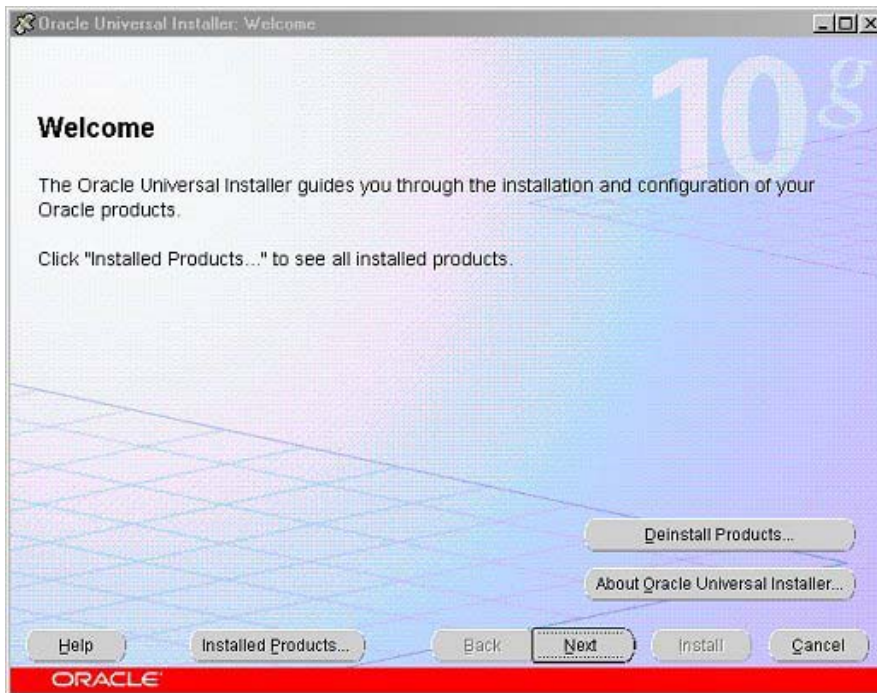 Oracle Universal Installer: Welcome
10g
Welcome
The Oracle Universal Installer guides you through the installation and configuration of your
Oracle products.
Click "Installed Products..." to see all installed products.
Deinstall Products...
About Oracle Universal Installer...
Help Installed Products... Back Next Install Cancel
ORACLE